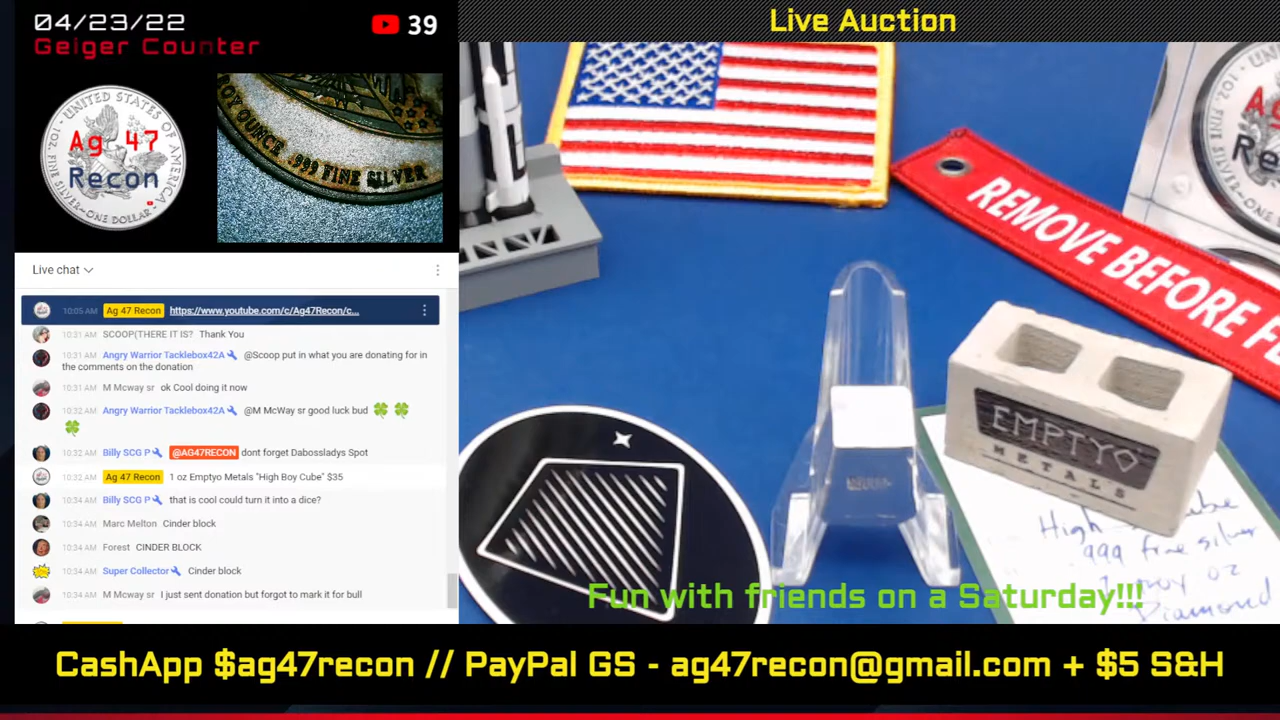 04/23/22
Geiger Counter
39
Live Auction
UNITED STATES OF AMERICA
1 OZ. FINE SILVER~ONE DOLLAR
Ag 47
Recon
OY OUNCE .999 FINE SILVER
Live chat
10:05 AM Ag 47 Recon https://www.youtube.com/c/Ag47Recon/c...
10:31 AM SCOOP(THERE IT IS? Thank You
10:31 AM Angry Warrior Tacklebox42A @Scoop put in what you are donating for in
the comments on the donation
10:31 AM M Mcway sr ok Cool doing it now
10:32 AM Angry Warrior Tacklebox42A @M McWay sr good luck bud
10:32 AM Billy SCG P @AG47RECON dont forget Dabossladys Spot
10:32 AM Ag 47 Recon 1 oz Emptyo Metals "High Boy Cube" $35
10:34 AM Billy SCG P that is cool could turn it into a dice?
10:34 AM Marc Melton Cinder block
10:34 AM Forest CINDER BLOCK
10:34 AM Super Collector Cinder block
10:34 AM M Mcway sr I just sent donation but forgot to mark it for bull
REMOVE BEFORE
EMPTYO
METALS
High
.999 fine silver
1 troy oz
Diamond
Fun with friends on a Saturday!!!
CashApp $ag47recon // PayPal GS - ag47recon@gmail.com + $5 S&H